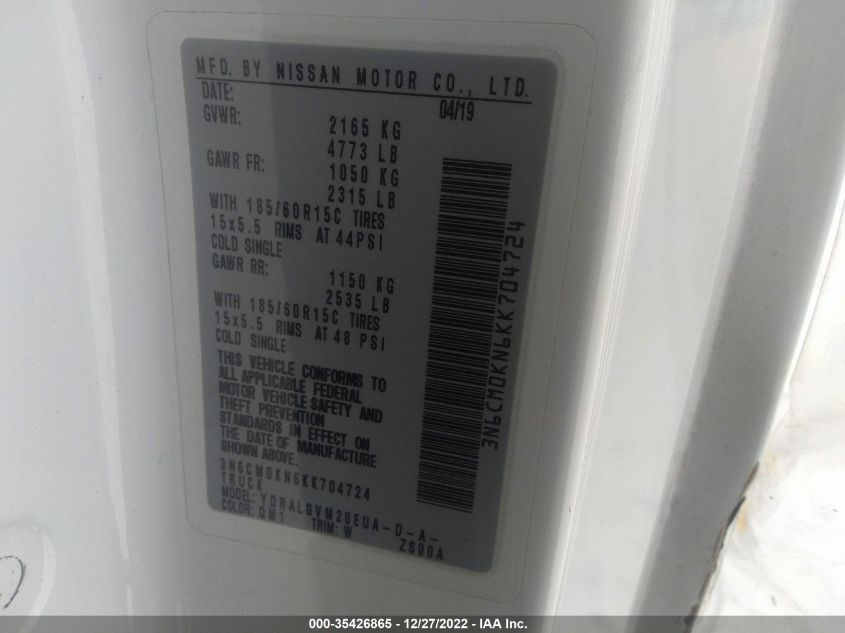 MFD. BY NISSAN MOTOR CO., LTD.
DATE: 04/19
GVWR: 2165 KG
4773 LB
GAWR FR: 1050 KG
2315 LB
WITH 185/60R15C TIRES
15x5.5 RIMS AT 44PSI
COLD SINGLE
GAWR RR: 1150 KG
2535 LB
WITH 185/60R15C TIRES
15x5.5 RIMS AT 48 PSI
COLD SINGLE
THIS VEHICLE CONFORMS TO
ALL APPLICABLE FEDERAL
MOTOR VEHICLE SAFETY AND
THEFT PREVENTION
STANDARDS IN EFFECT ON
THE DATE OF MANUFACTURE
SHOWN ABOVE.
3N6CM0KN6KK704724
TRUCK
MODEL: YDRALGVM20EUA-D-A-
COLOR: QM1 TRIM: W ZS00A
3N6CM0KN6KK704724
000-35426865 - 12/27/2022 - IAA Inc.